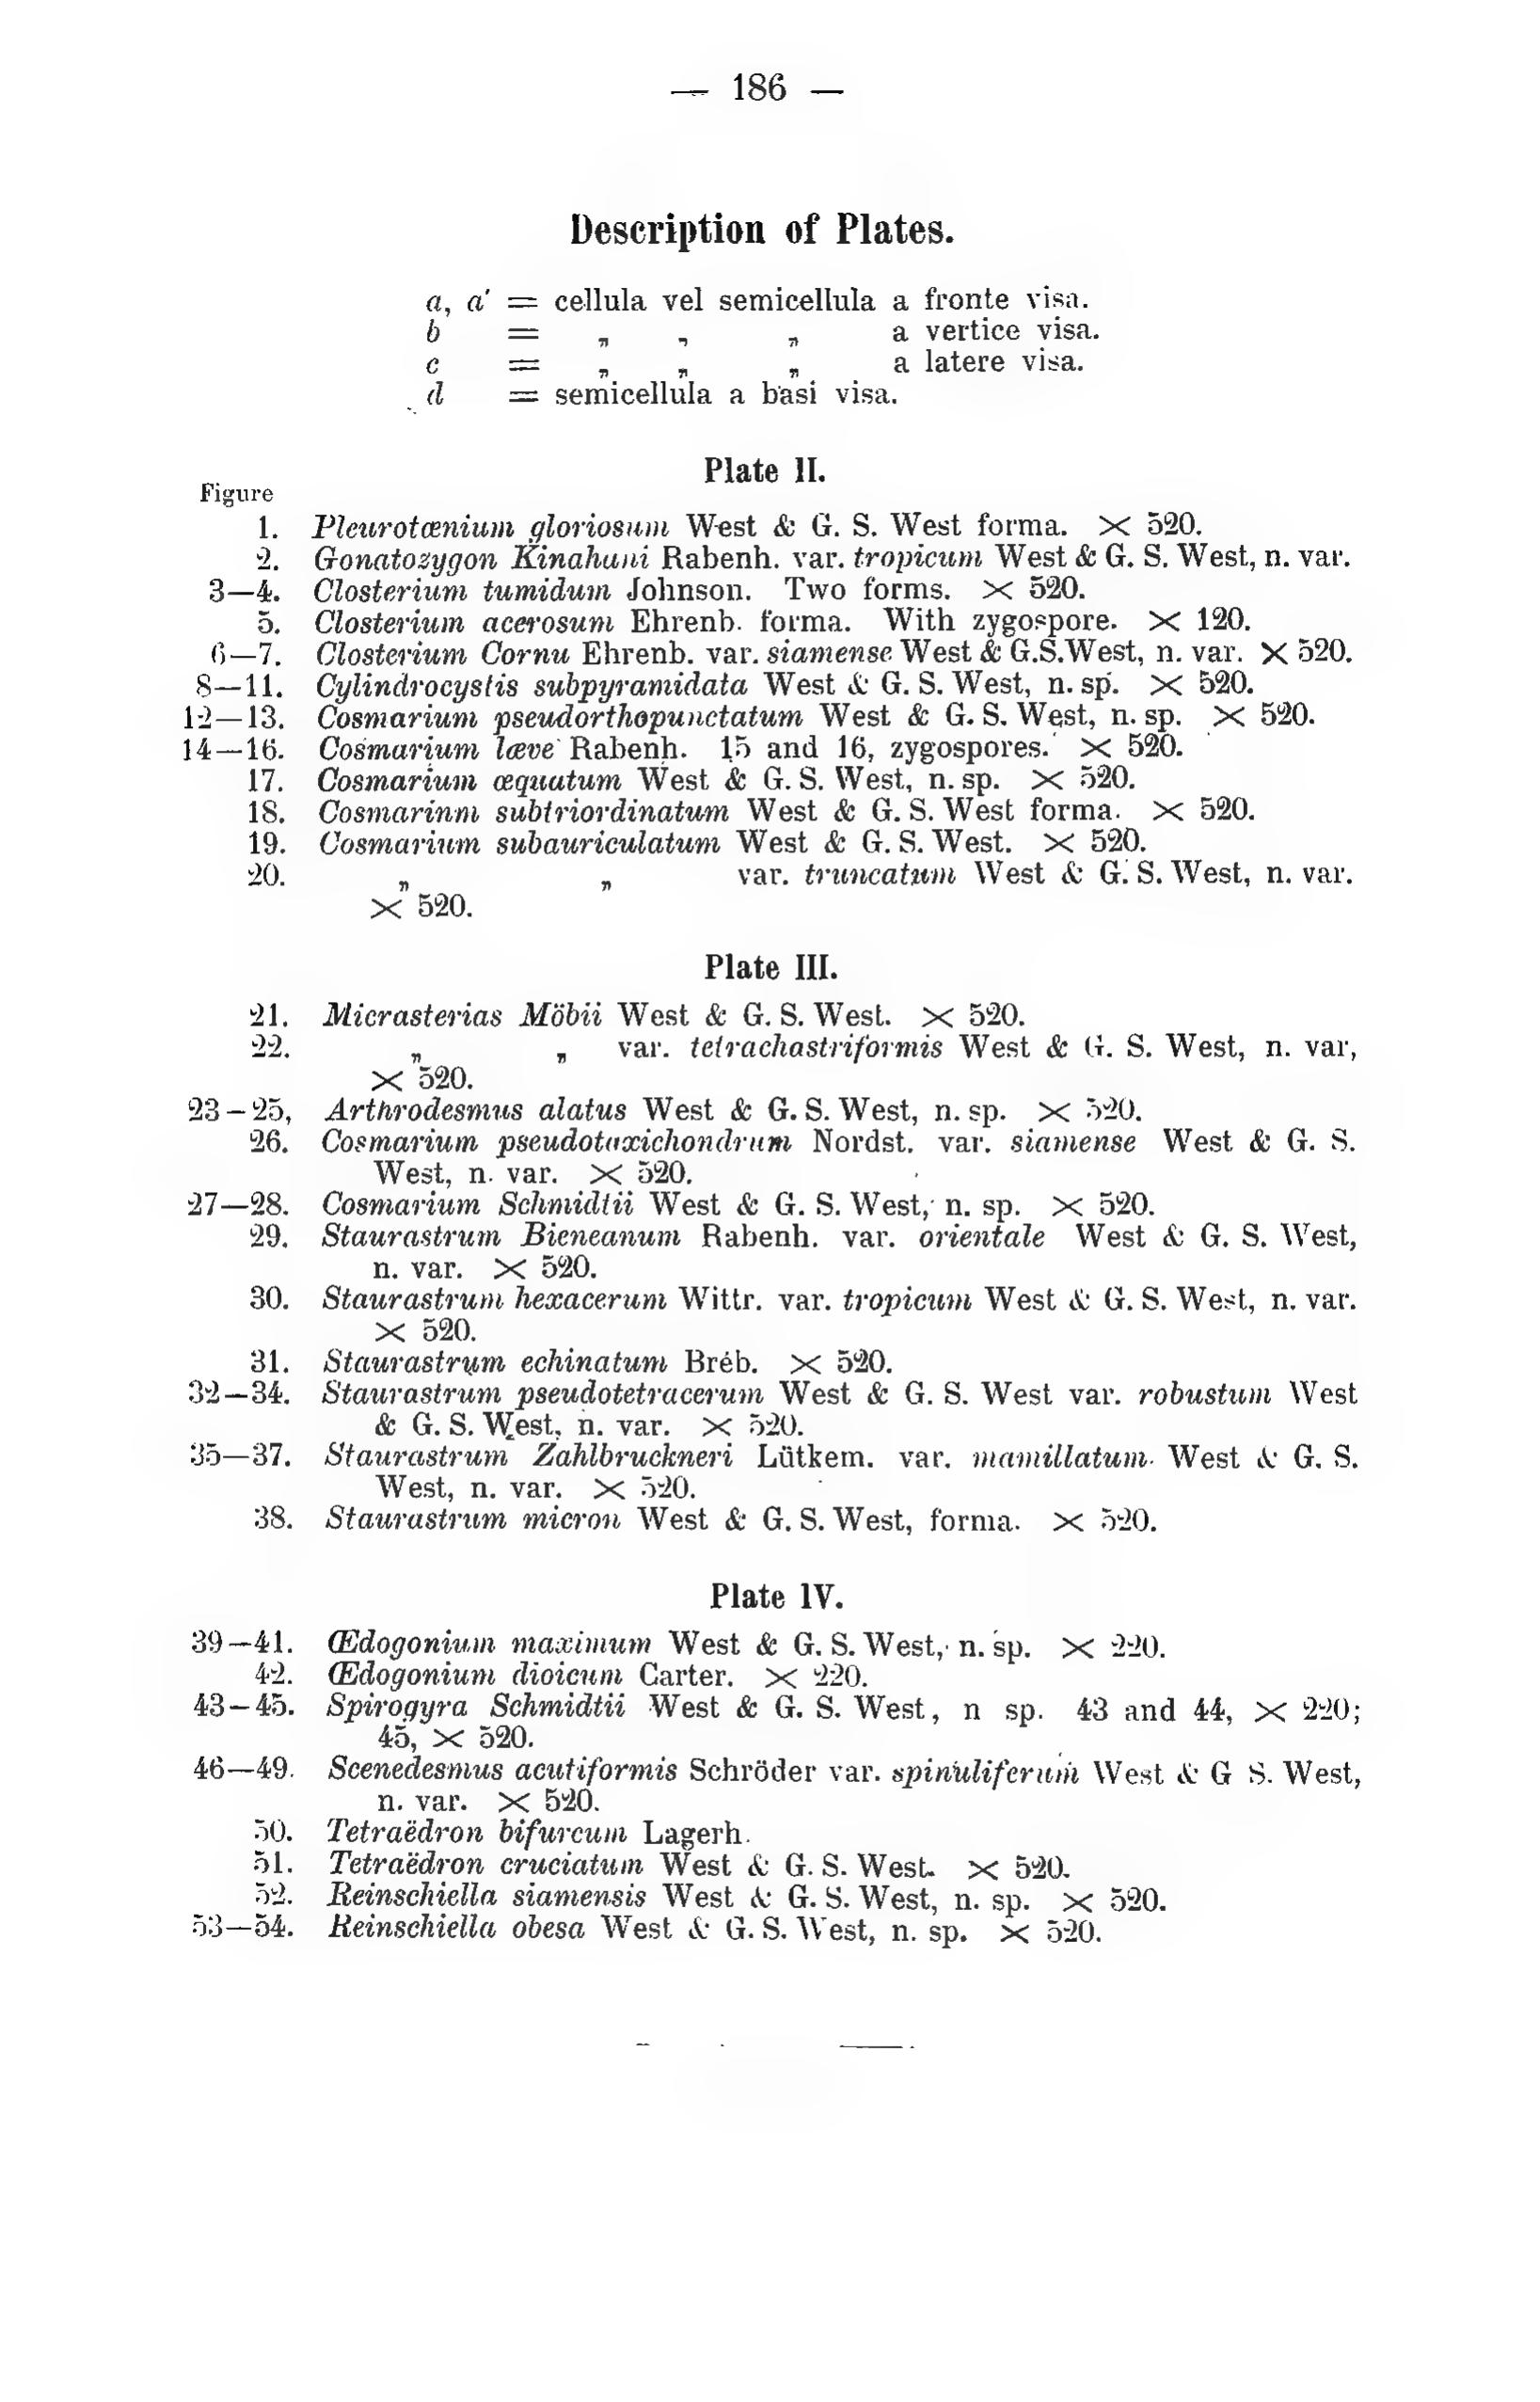 — 186 —
Description of Plates.
a, a' = cellula vel semicellula a fronte visa.
b = „ „ „ a vertice visa.
c = „ „ „ a latere visa.
d = semicellula a basi visa.
Plate II.
Figure
1. Pleurotænium gloriosum West & G. S. West forma. × 520.
2. Gonatozygon Kinahani Rabenh. var. tropicum West & G. S. West, n. var.
3—4. Closterium tumidum Johnson. Two forms. × 520.
5. Closterium acerosum Ehrenb. forma. With zygospore. × 120.
6—7. Closterium Cornu Ehrenb. var. siamense West & G.S.West, n. var. × 520.
8—11. Cylindrocystis subpyramidata West & G. S. West, n. sp. × 520.
12—13. Cosmarium pseudorthopunctatum West & G. S. West, n. sp. × 520.
14—16. Cosmarium læve Rabenh. 15 and 16, zygospores. × 520.
17. Cosmarium æquatum West & G. S. West, n. sp. × 520.
18. Cosmarinm subtriordinatum West & G. S. West forma. × 520.
19. Cosmarium subauriculatum West & G. S. West. × 520.
20. „ „ var. truncatum West & G. S. West, n. var.
× 520.
Plate III.
21. Micrasterias Möbii West & G. S. West. × 520.
22. „ „ var. tetrachastriformis West & G. S. West, n. var,
× 520.
23–25, Arthrodesmus alatus West & G. S. West, n. sp. × 520.
26. Cosmarium pseudotaxichondrum Nordst. var. siamense West & G. S.
West, n. var. × 520.
27—28. Cosmarium Schmidtii West & G. S. West, n. sp. × 520.
29. Staurastrum Bieneanum Rabenh. var. orientale West & G. S. West,
n. var. × 520.
30. Staurastrum hexacerum Wittr. var. tropicum West & G. S. West, n. var.
× 520.
31. Staurastrum echinatum Bréb. × 520.
32—34. Staurastrum pseudotetracerum West & G. S. West var. robustum West
& G. S. West, n. var. × 520.
35—37. Staurastrum Zahlbruckneri Lütkem. var. mamillatum. West & G. S.
West, n. var. × 520.
38. Staurastrum micron West & G. S. West, forma. × 520.
Plate IV.
39—41. Œdogonium maximum West & G. S. West, n. sp. × 220.
42. Œdogonium dioicum Carter. × 220.
43–45. Spirogyra Schmidtii West & G. S. West, n sp. 43 and 44, × 220;
45, × 520.
46—49. Scenedesmus acutiformis Schröder var. spinuliferum West & G S. West,
n. var. × 520.
50. Tetraëdron bifurcum Lagerh.
51. Tetraëdron cruciatum West & G. S. West. × 520.
52. Reinschiella siamensis West & G. S. West, n. sp. × 520.
53—54. Reinschiella obesa West & G. S. West, n. sp. × 520.